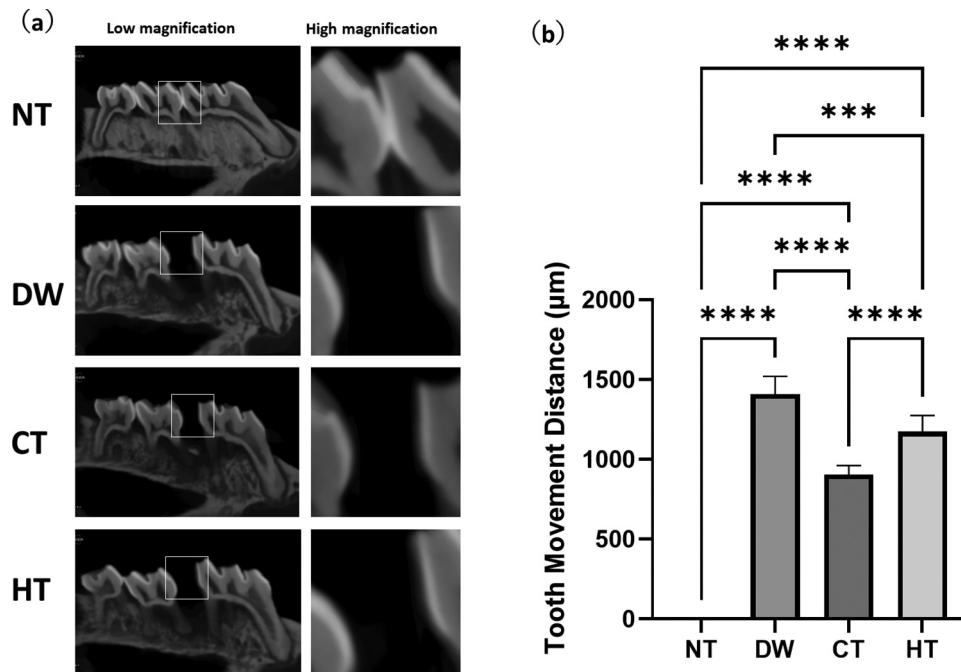 (a)
Low magnification
High magnification
NT
DW
CT
HT
(b)
****
***
****
****
****
****
Tooth Movement Distance (μm)
2000
1500
1000
500
0
NT
DW
CT
HT